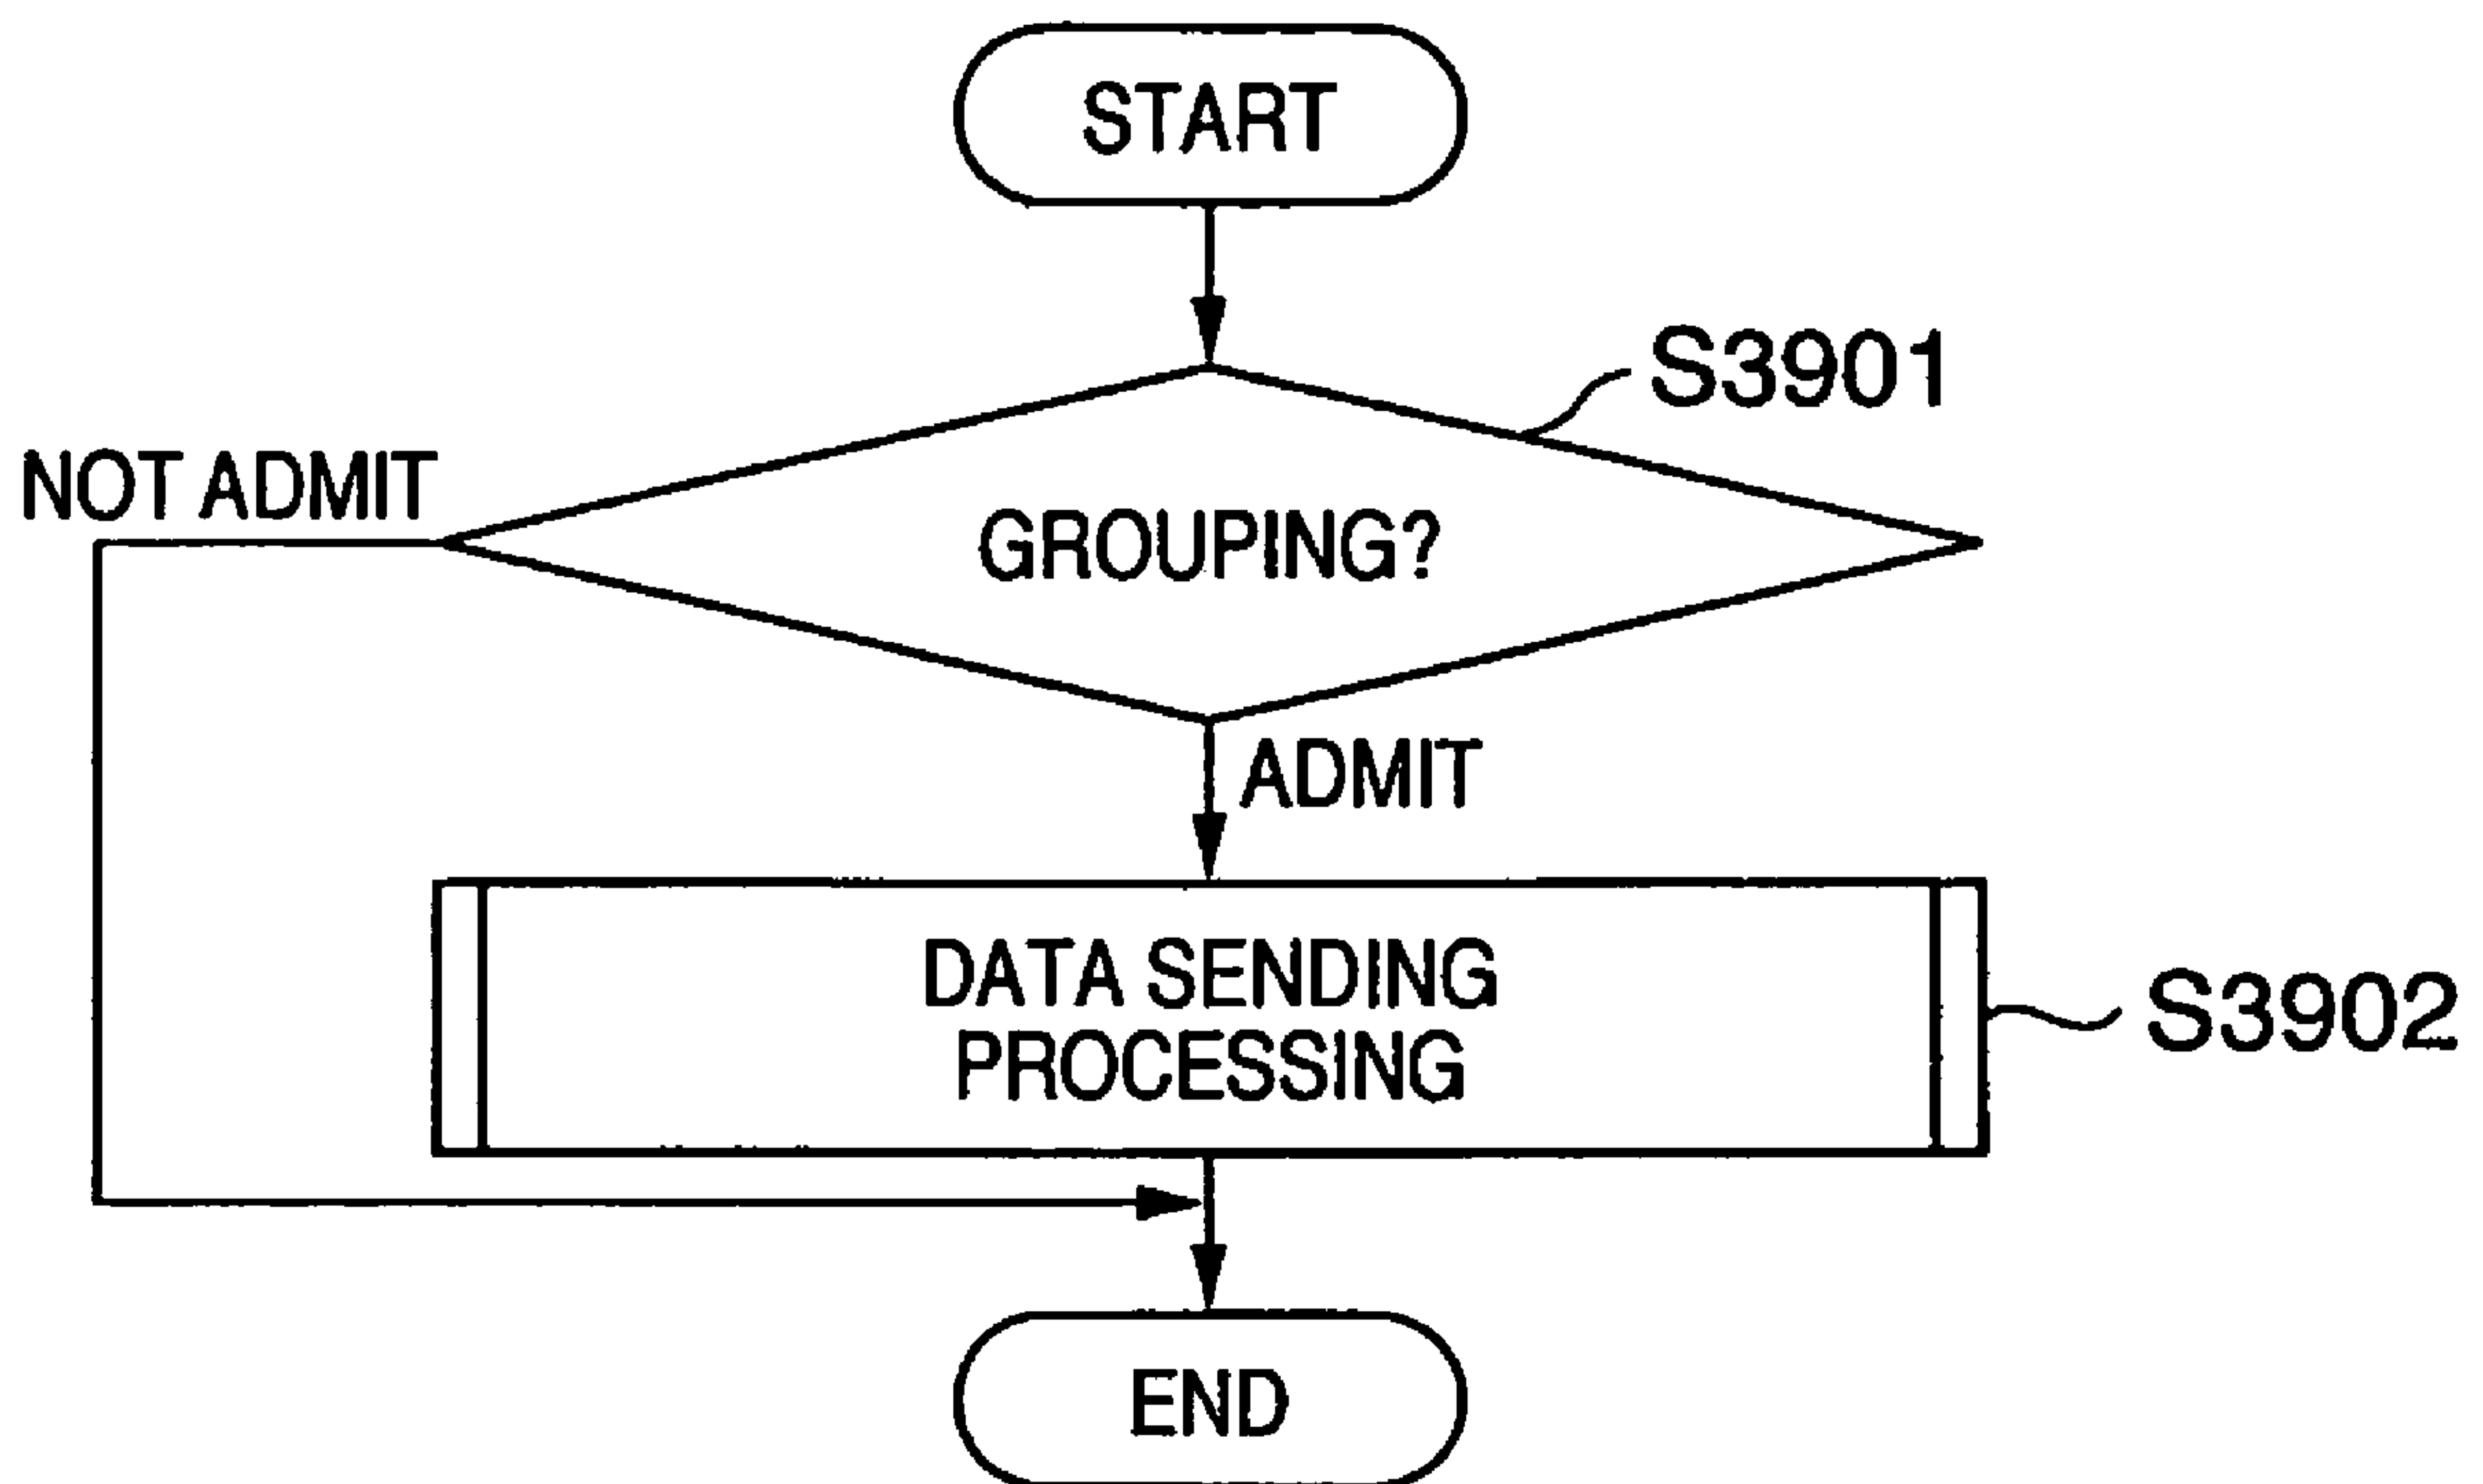 START
S3901
NOT ADMIT
GROUPING?
ADMIT
DATA SENDING
PROCESSING
S3902
END